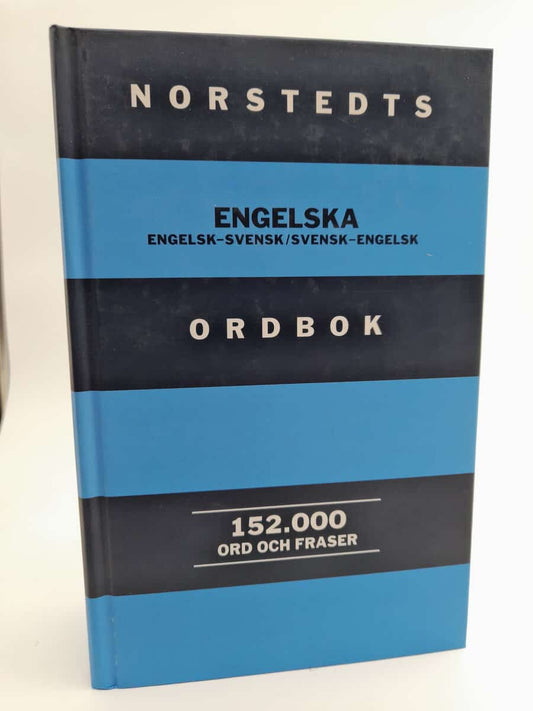 NORSTEDTS
ENGELSKA
ENGELSK–SVENSK/SVENSK–ENGELSK
ORDBOK
152.000
ORD OCH FRASER